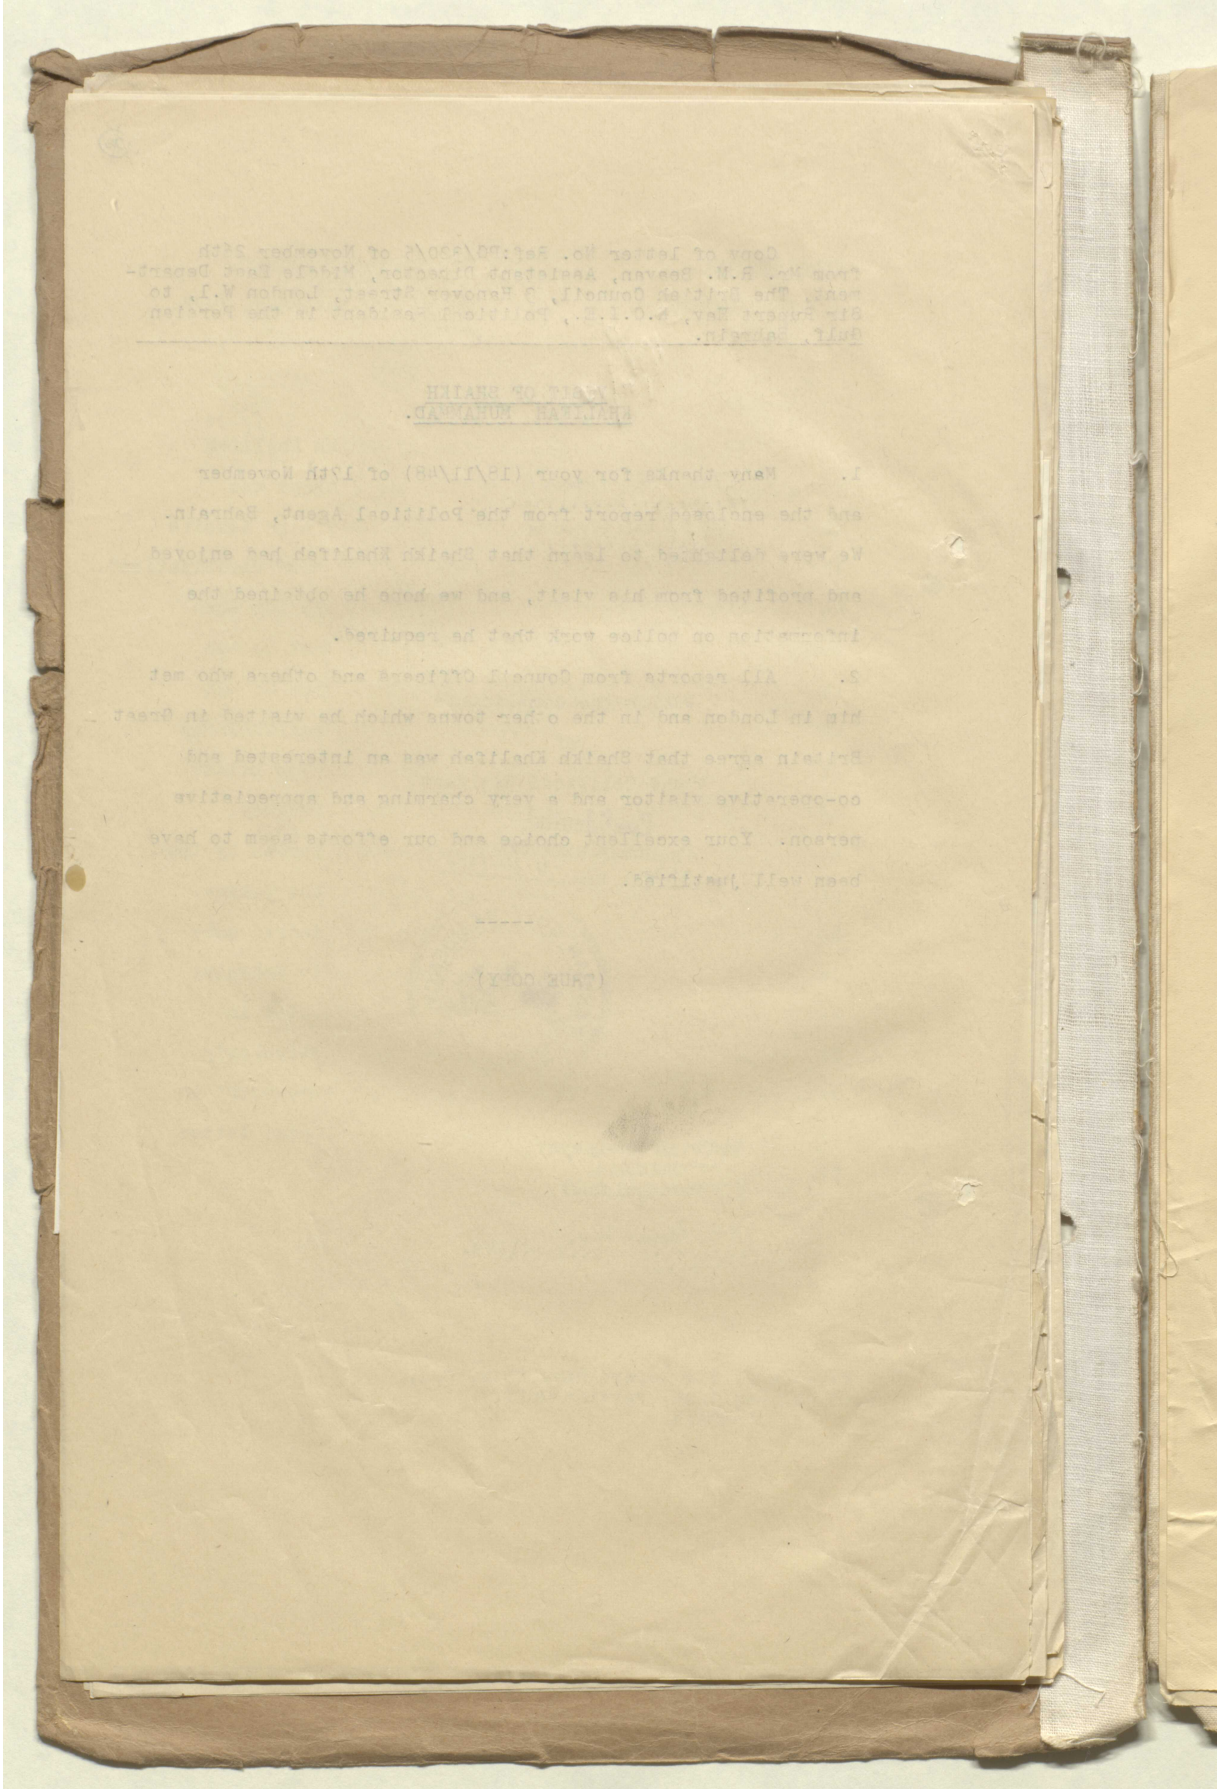 Copy of letter No. Ref: of November 26th
from Mr. B.M. Beavan, Assistant Director, Middle East Depart-
ment, The British Council, 3 Hanover Street, London W.1, to
Sir Rupert Hay, Political Resident in the Persian
Gulf, Bahrain.
VISIT OF SHAIKH
KHALIFAH MUHAMMAD.
1. Many thanks for your (18/11/48) of 17th November
and the enclosed report from the Political Agent, Bahrain.
We were delighted to learn that Shaikh Khalifah had enjoyed
and profited from his visit, and we hope he obtained the
information on police work that he required.
2. All reports from Council Officers and others who met
him in London and in the other towns which he visited in Great
Britain agree that Shaikh Khalifah was an interested and
co-operative visitor and a very charming and appreciative
person. Your excellent choice and our efforts seem to have
been well justified.
-----
(TRUE COPY)